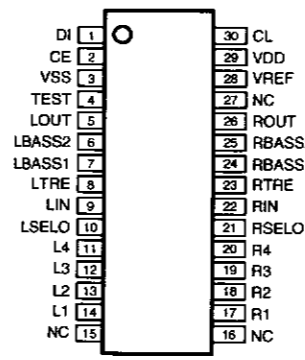 DI 1 30 CL
CE 2 29 VDD
VSS 3 28 VREF
TEST 4 27 NC
LOUT 5 26 ROUT
LBASS2 6 25 RBASS
LBASS1 7 24 RBASS
LTRE 8 23 RTRE
LIN 9 22 RIN
LSELO 10 21 RSELO
L4 11 20 R4
L3 12 19 R3
L2 13 18 R2
L1 14 17 R1
NC 15 16 NC